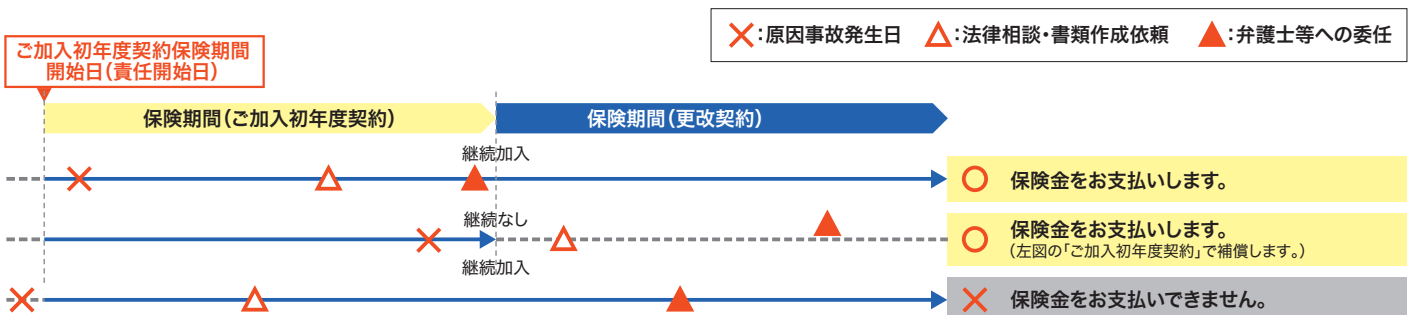 ×:原因事故発生日 △:法律相談・書類作成依頼 ▲:弁護士等への委任
ご加入初年度契約保険期間
開始日(責任開始日)
保険期間(ご加入初年度契約) 保険期間(更改契約)
継続加入
保険金をお支払いします。
継続なし
保険金をお支払いします。
(左図の「ご加入初年度契約」で補償します。)
継続加入
保険金をお支払いできません。